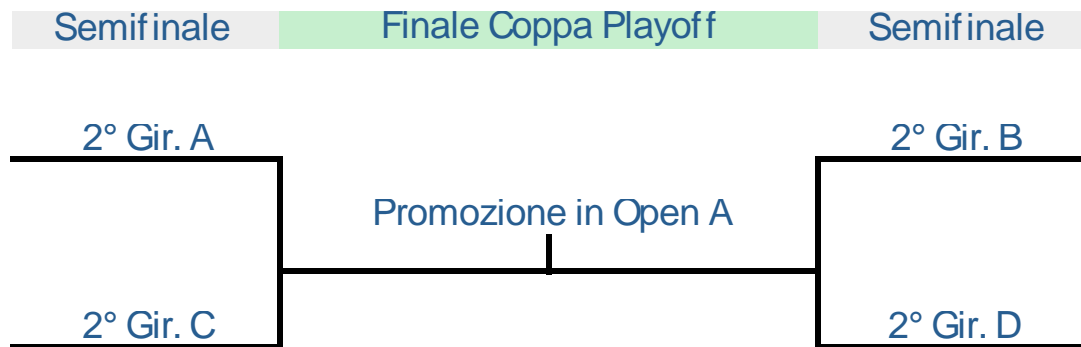 Semifinale Finale Coppa Playoff Semifinale
2° Gir. A 2° Gir. B
Promozione in Open A
2° Gir. C 2° Gir. D